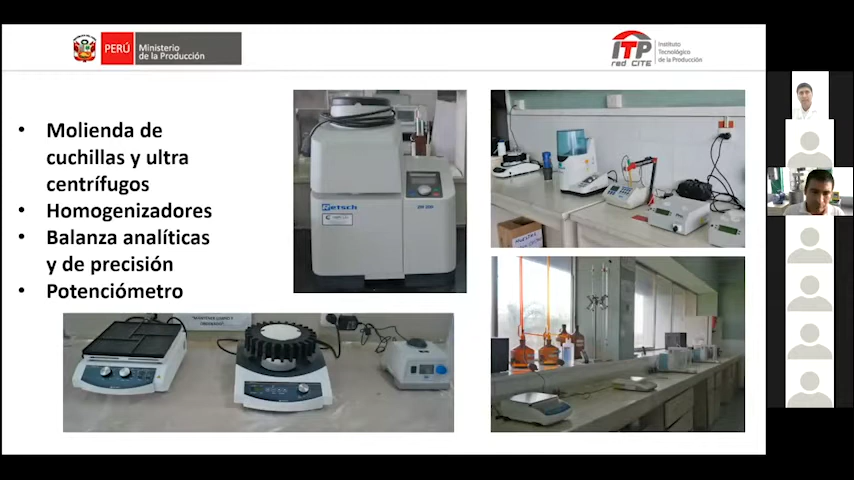 PERÚ
Ministerio
de la Producción
ITP
red CITE
Instituto
Tecnológico
de la Producción
• Molienda de
cuchillas y ultra
centrífugos
• Homogenizadores
• Balanza analíticas
y de precisión
• Potenciómetro
Retsch